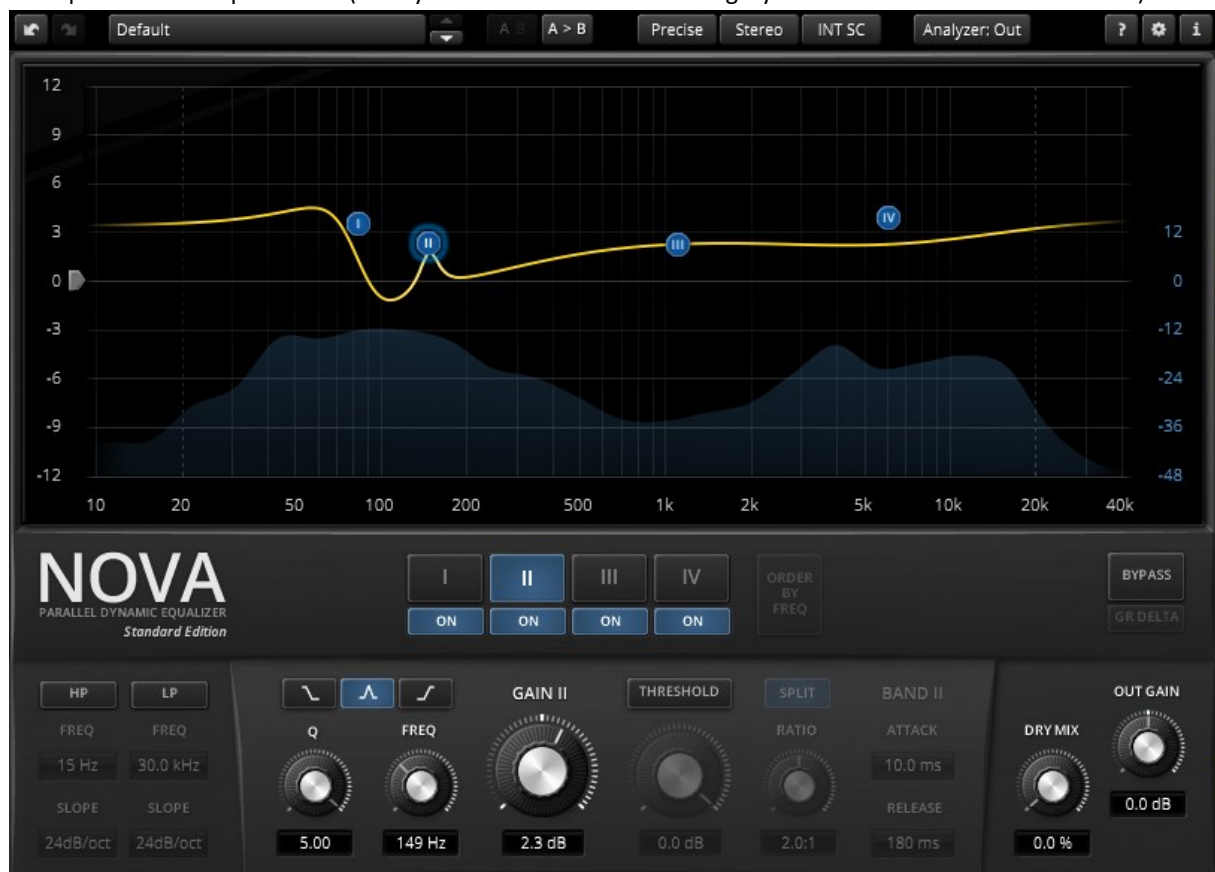 Default A B A > B Precise Stereo INT SC Analyzer: Out ? i
12
9
6
3 12
0 0
-3 -12
-6 -24
-9 -36
-12 -48
I II III IV
10 20 50 100 200 500 1k 2k 5k 10k 20k 40k
NOVA
PARALLEL DYNAMIC EQUALIZER
Standard Edition
I II III IV
ON ON ON ON
ORDER
BY
FREQ
BYPASS
GR DELTA
HP LP GAIN II THRESHOLD SPLIT BAND II OUT GAIN
FREQ FREQ Q FREQ RATIO ATTACK DRY MIX
15 Hz 30.0 kHz 10.0 ms
SLOPE SLOPE RELEASE 0.0 dB
24dB/oct 24dB/oct 5.00 149 Hz 2.3 dB 0.0 dB 2.0:1 180 ms 0.0 %